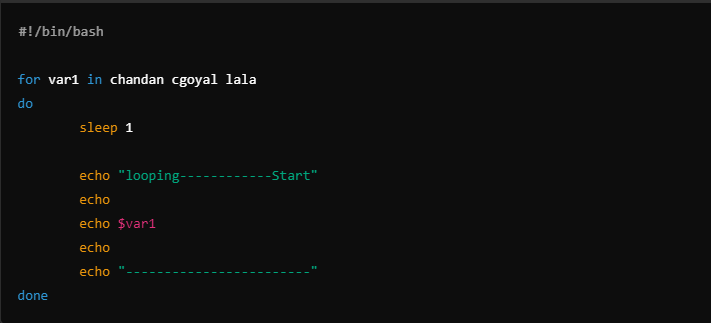 #!/bin/bash
for var1 in chandan cgoyal lala
do
sleep 1
echo "looping------------Start"
echo
echo $var1
echo
echo "------------------------"
done